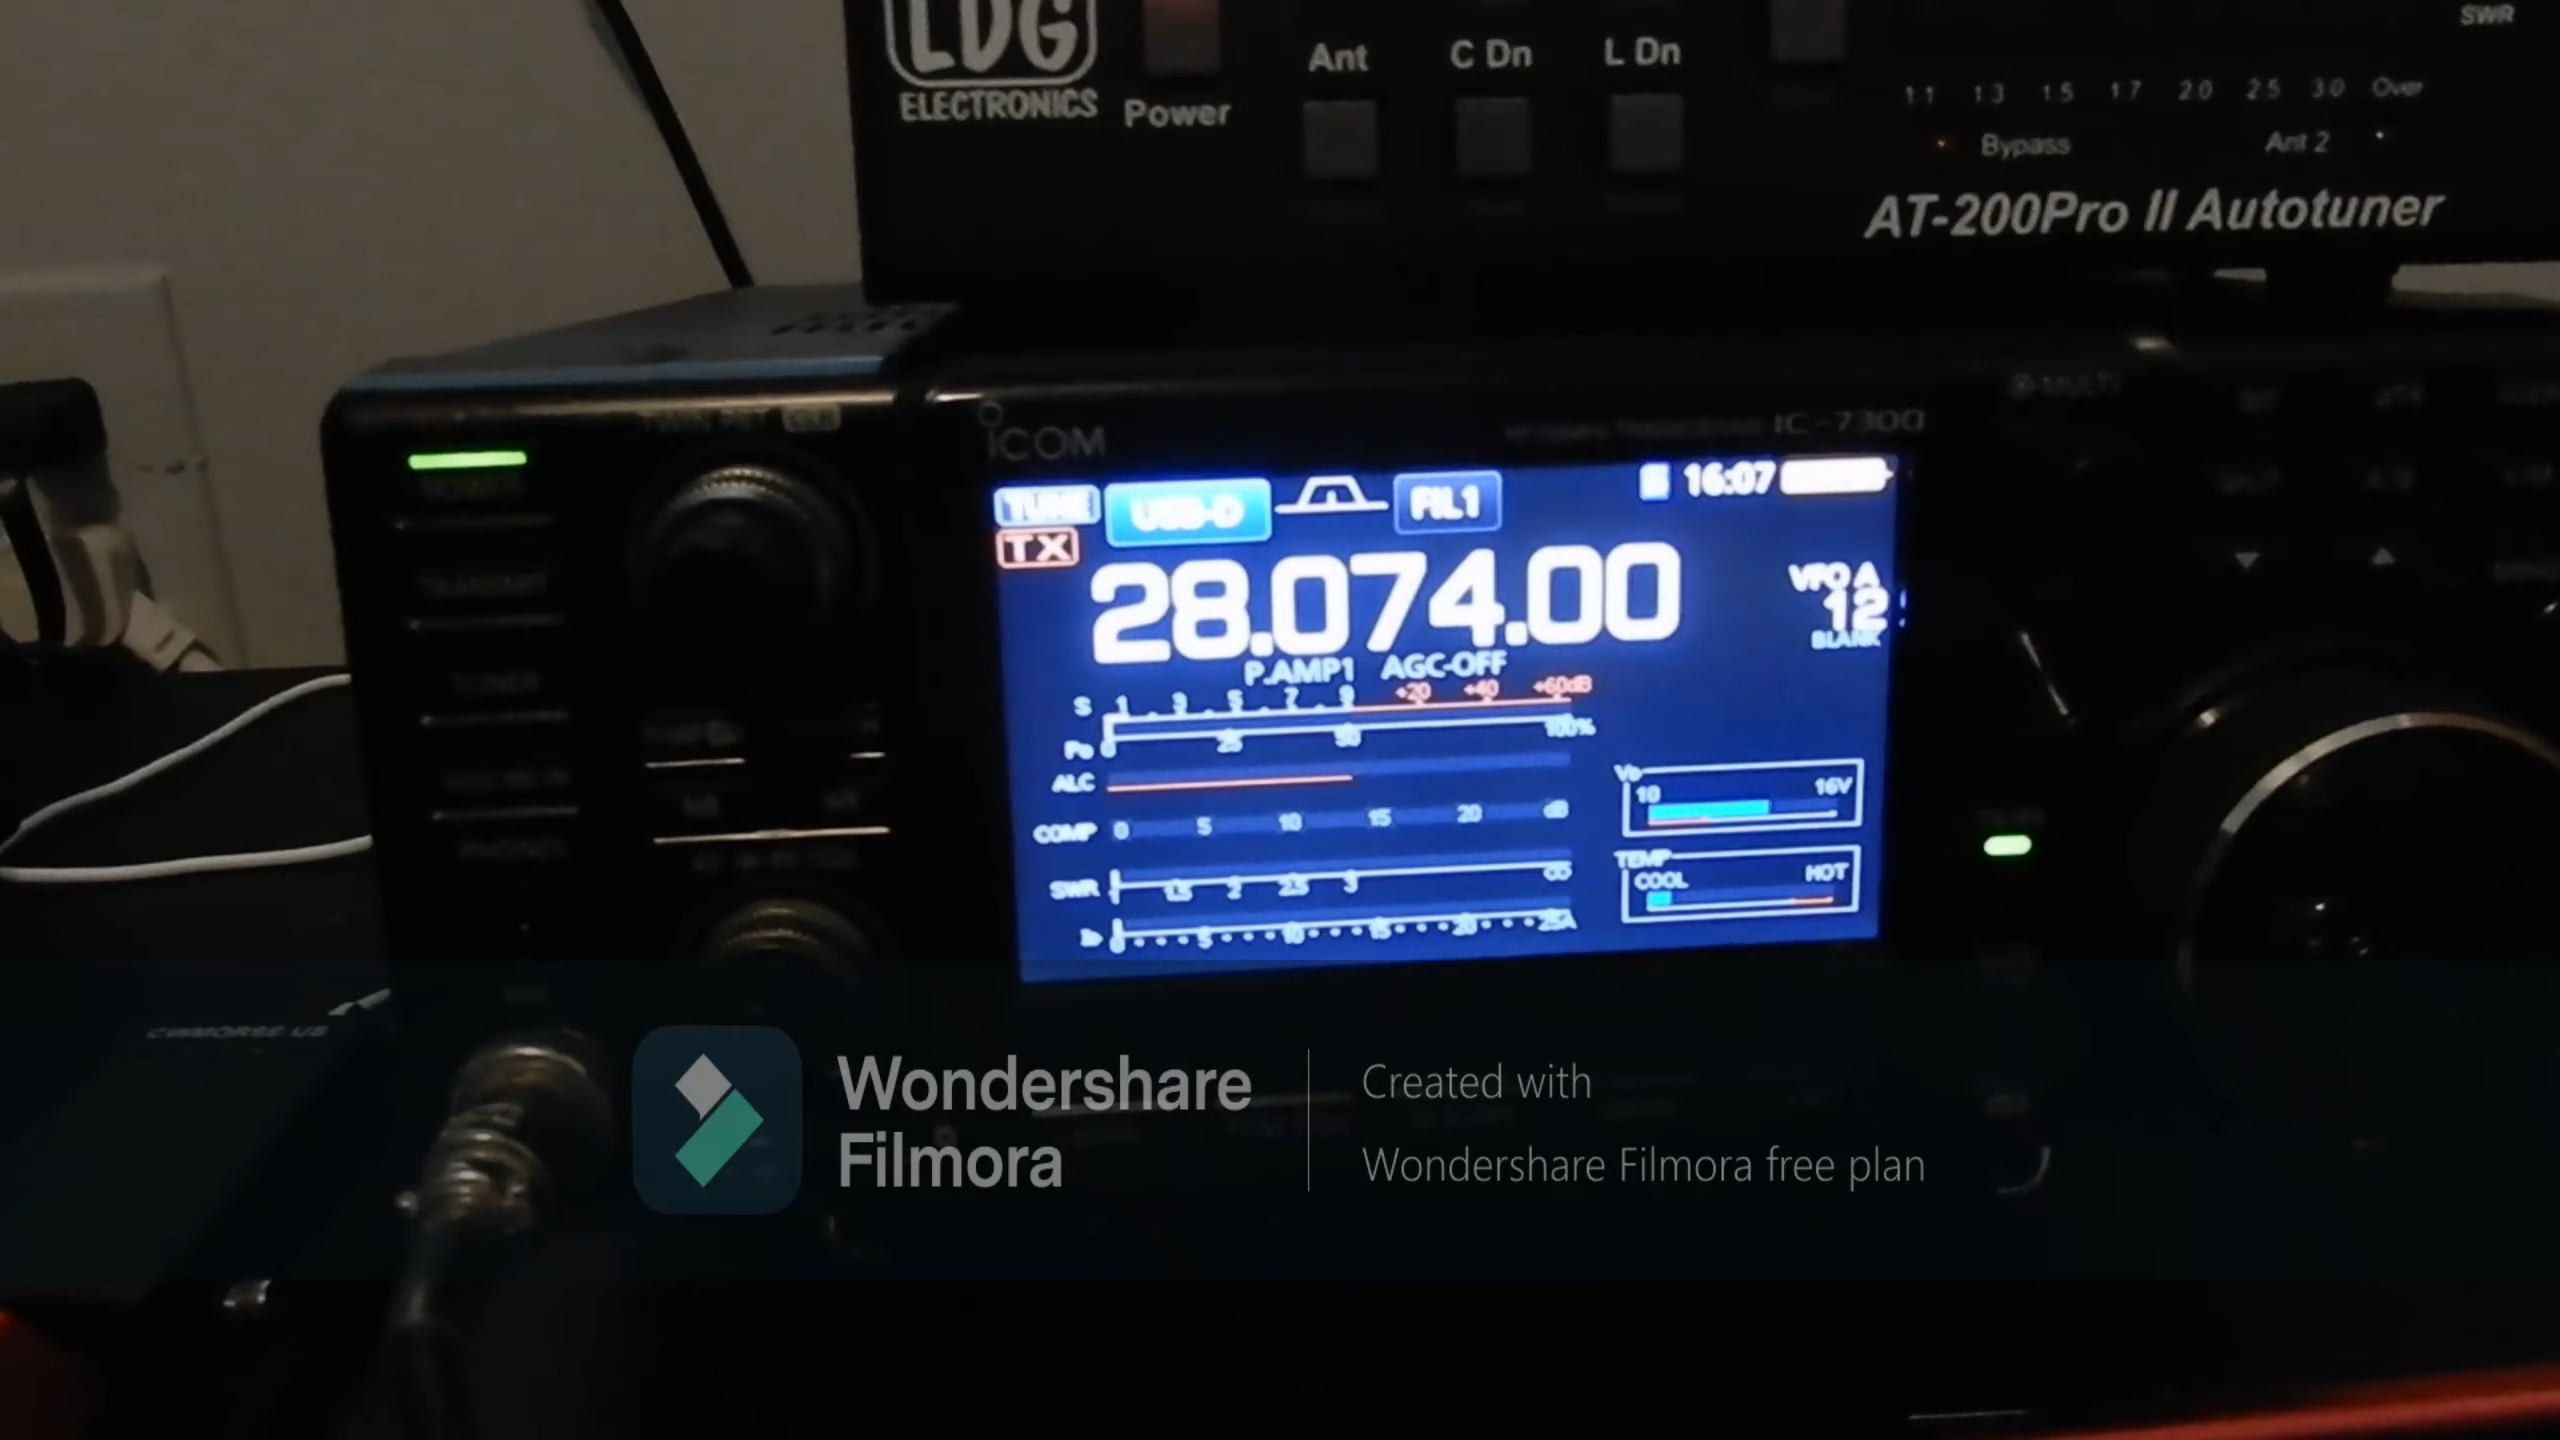 LDG
ELECTRONICS
Power
Ant
C Dn
L Dn
SWR
1.1 1.3 1.5 1.7 2.0 2.5 3.0 Over
Bypass
Ant 2
AT-200Pro II Autotuner
ICOM
IC-7300
TUNE
USB-D
FIL1
16:07
TX
28.074.00
VFO A
12
BLANK
P.AMP1 AGC-OFF
S 1 3 5 7 9 +20 +40 +60dB
Po 0 25 50 100%
ALC
COMP 0 5 10 15 20 dB
SWR 1 1.5 2 2.5 3 ∞
ID 0 5 10 15 20 25A
VD
10 16V
TEMP
COOL HOT
TRANSMIT
TUNER
PHONES
CWMORSE.US
Wondershare
Filmora
Created with
Wondershare Filmora free plan